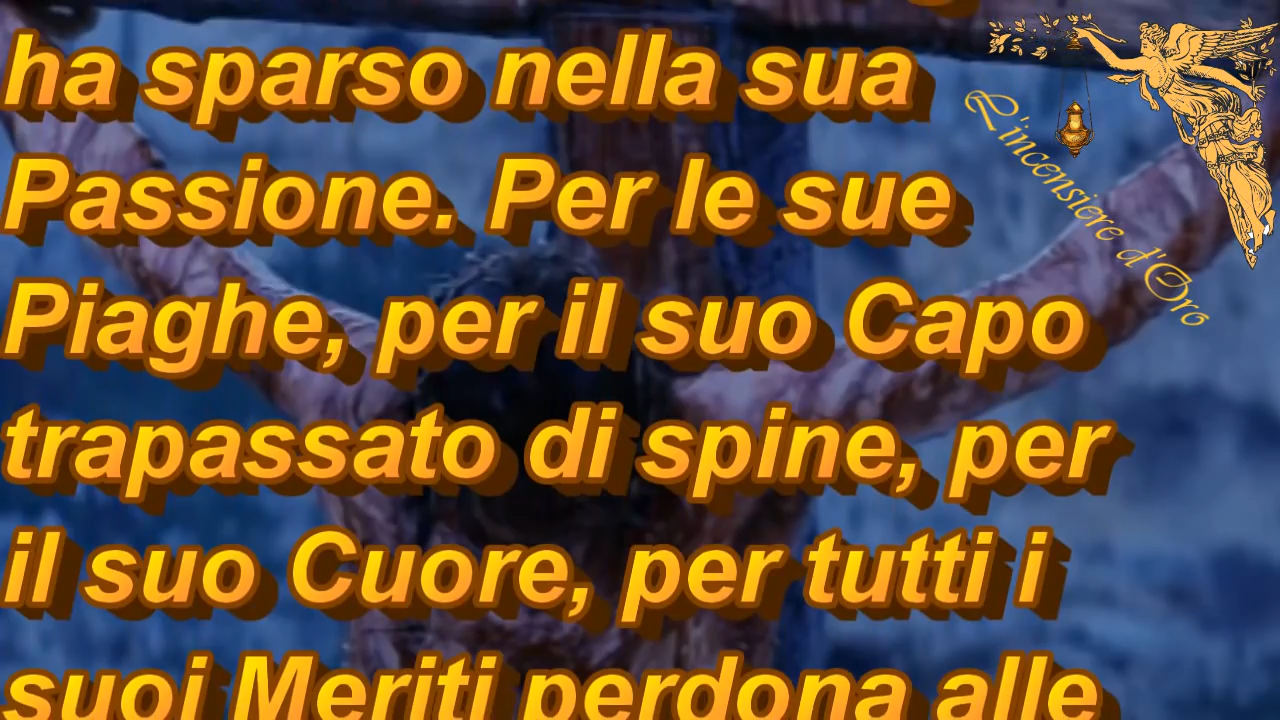 ha sparso nella sua
Passione. Per le sue
Piaghe, per il suo Capo
trapassato di spine, per
il suo Cuore, per tutti i
suoi Meriti perdona alle
L'incensiere d'Oro